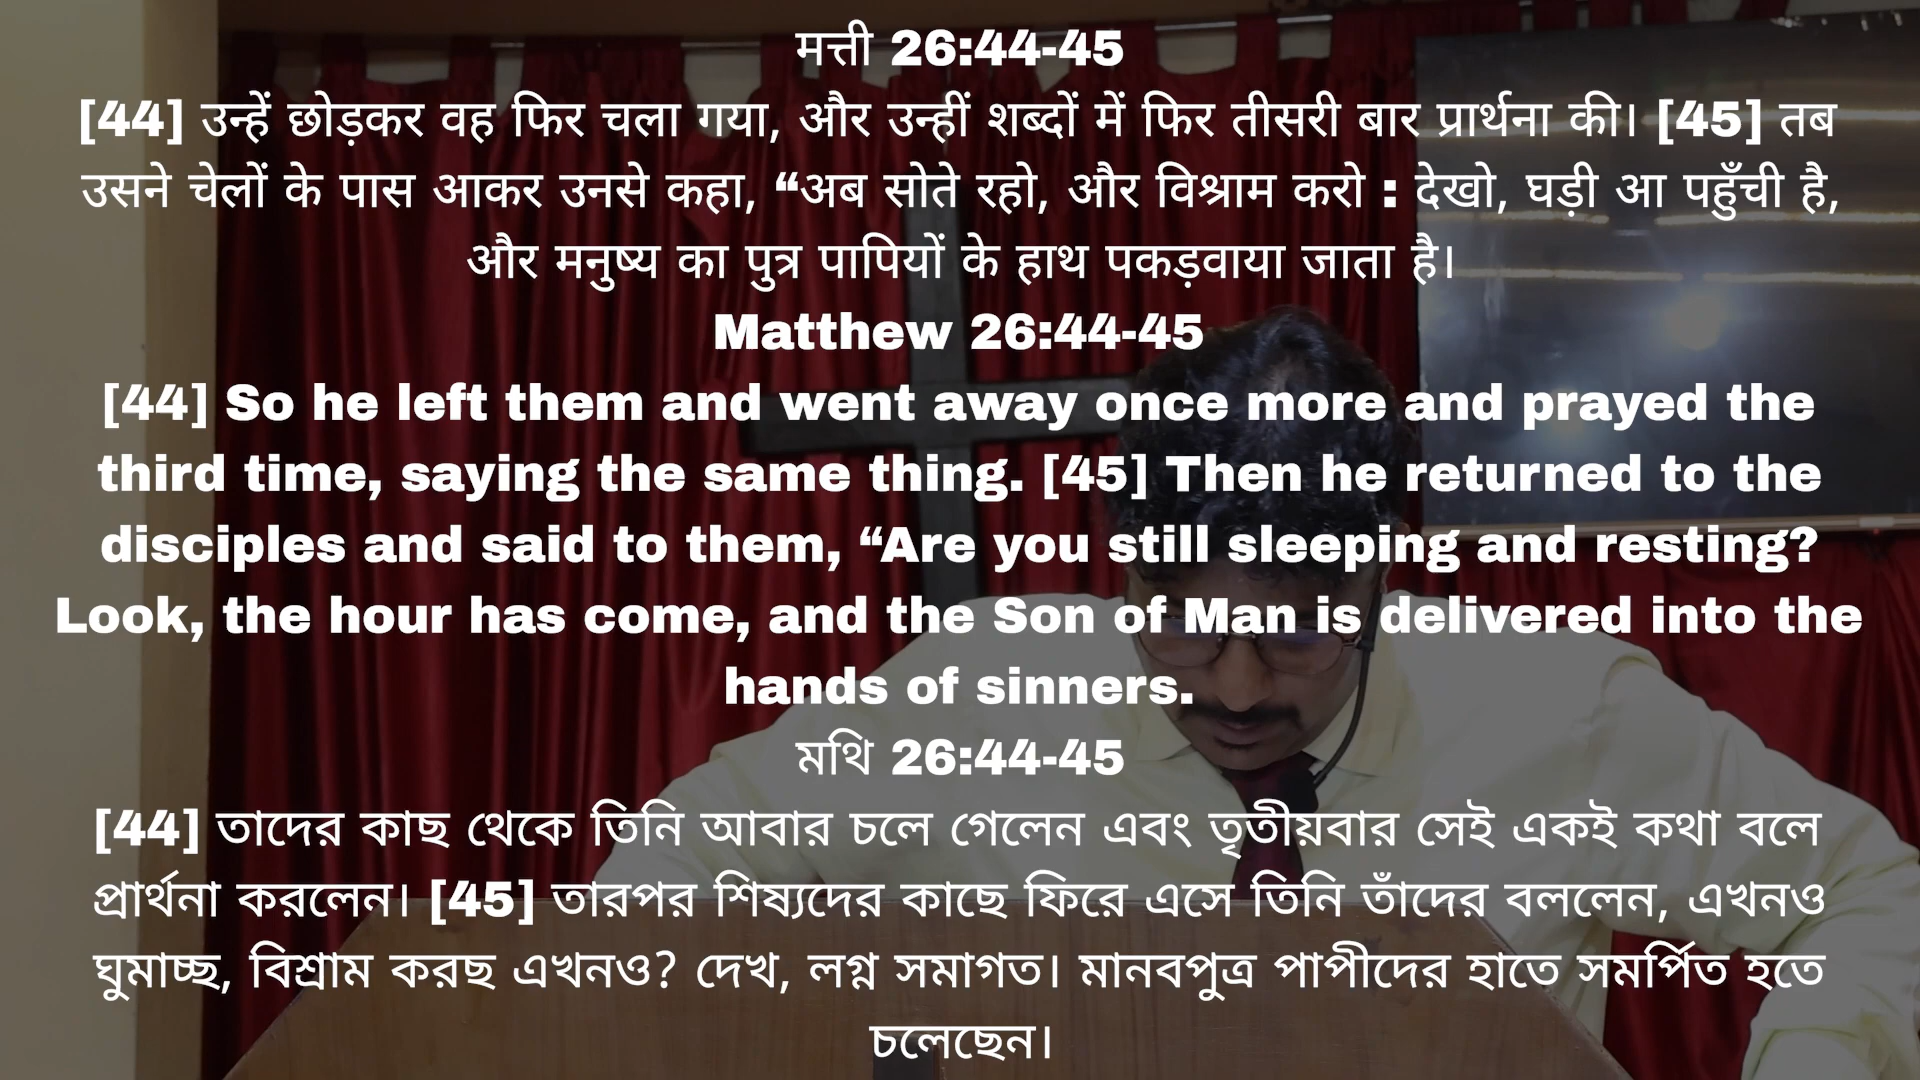 मत्ती 26:44-45
[44] उन्हें छोड़कर वह फिर चला गया, और उन्हीं शब्दों में फिर तीसरी बार प्रार्थना की। [45] तब
उसने चेलों के पास आकर उनसे कहा, “अब सोते रहो, और विश्राम करो : देखो, घड़ी आ पहुँची है,
और मनुष्य का पुत्र पापियों के हाथ पकड़वाया जाता है।
Matthew 26:44-45
[44] So he left them and went away once more and prayed the
third time, saying the same thing. [45] Then he returned to the
disciples and said to them, “Are you still sleeping and resting?
Look, the hour has come, and the Son of Man is delivered into the
hands of sinners.
মথি 26:44-45
[44] তাদের কাছ থেকে তিনি আবার চলে গেলেন এবং তৃতীয়বার সেই একই কথা বলে
প্রার্থনা করলেন। [45] তারপর শিষ্যদের কাছে ফিরে এসে তিনি তাঁদের বললেন, এখনও
ঘুমাচ্ছ, বিশ্রাম করছ এখনও? দেখ, লগ্ন সমাগত। মানবপুত্র পাপীদের হাতে সমর্পিত হতে
চলেছেন।